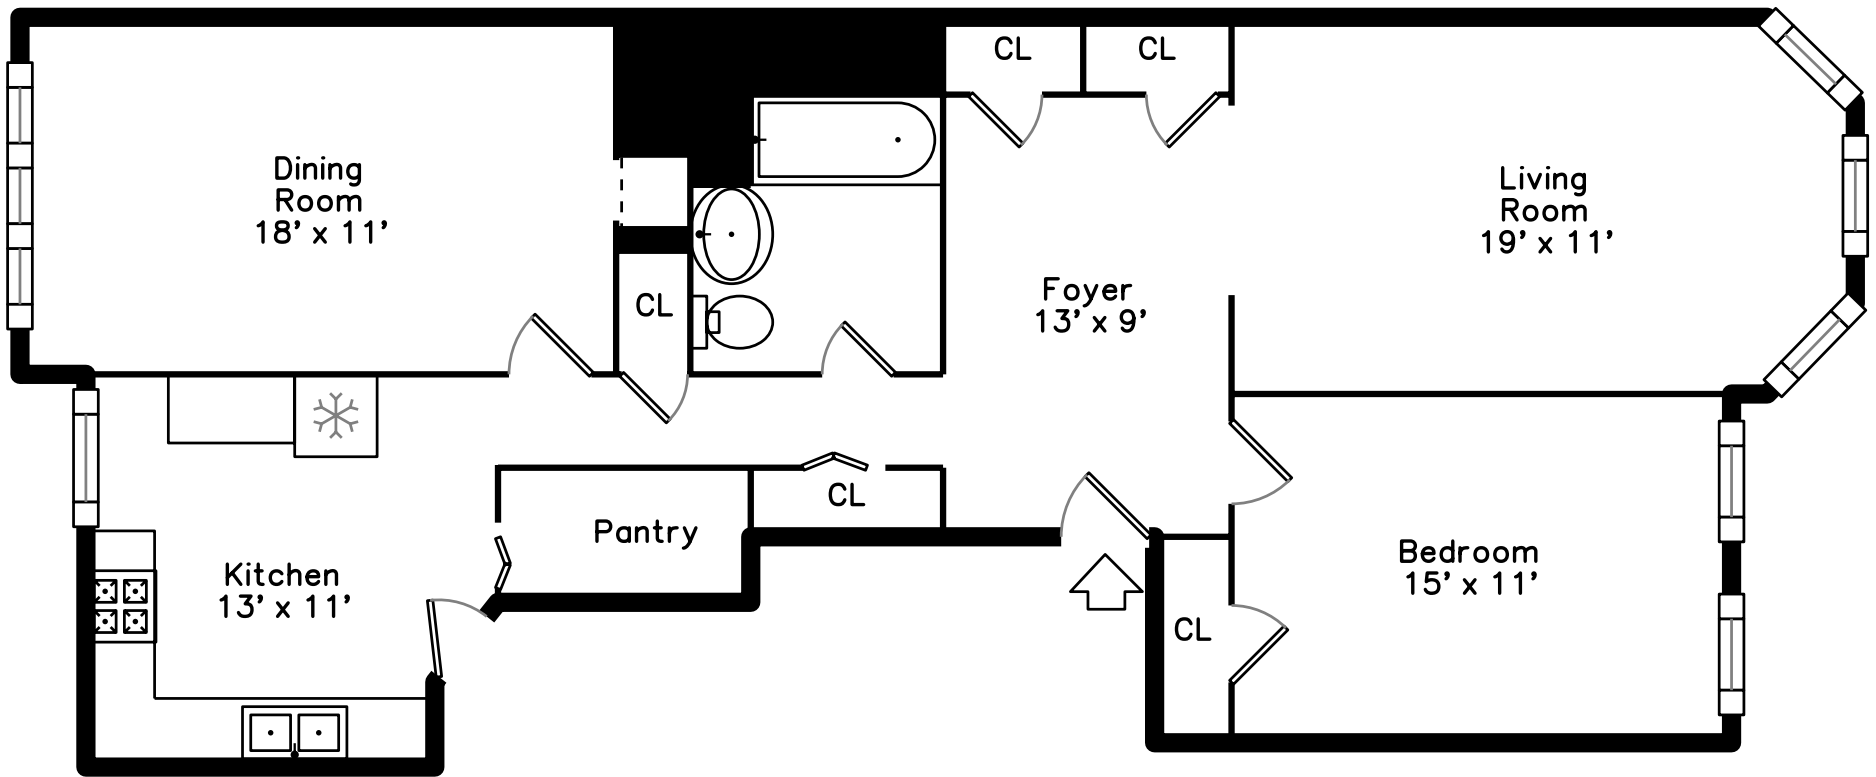 CL
CL
Dining
Room
18' x 11'
Living
Room
19' x 11'
CL
Foyer
13' x 9'
CL
Pantry
Kitchen
13' x 11'
Bedroom
15' x 11'
CL